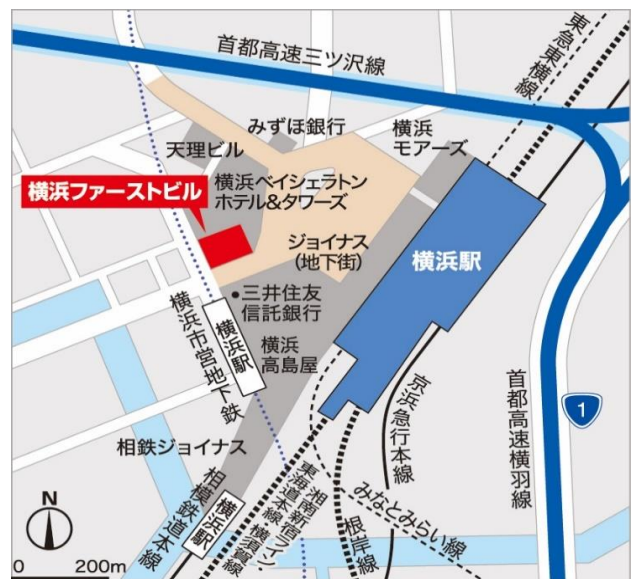 首都高速三ツ沢線
東急東横線
みずほ銀行
天理ビル
横浜
モアーズ
横浜ファーストビル
横浜ベイシェラトン
ホテル&タワーズ
ジョイナス
(地下街)
横浜駅
三井住友
信託銀行
横浜市営地下鉄
横浜駅
横浜
高島屋
京浜急行本線
首都高速横羽線
1
相鉄ジョイナス
相模鉄道本線
横浜駅
湘南新宿ライン
東海道本線 横須賀線
根岸線
みなとみらい線
N
0 200m